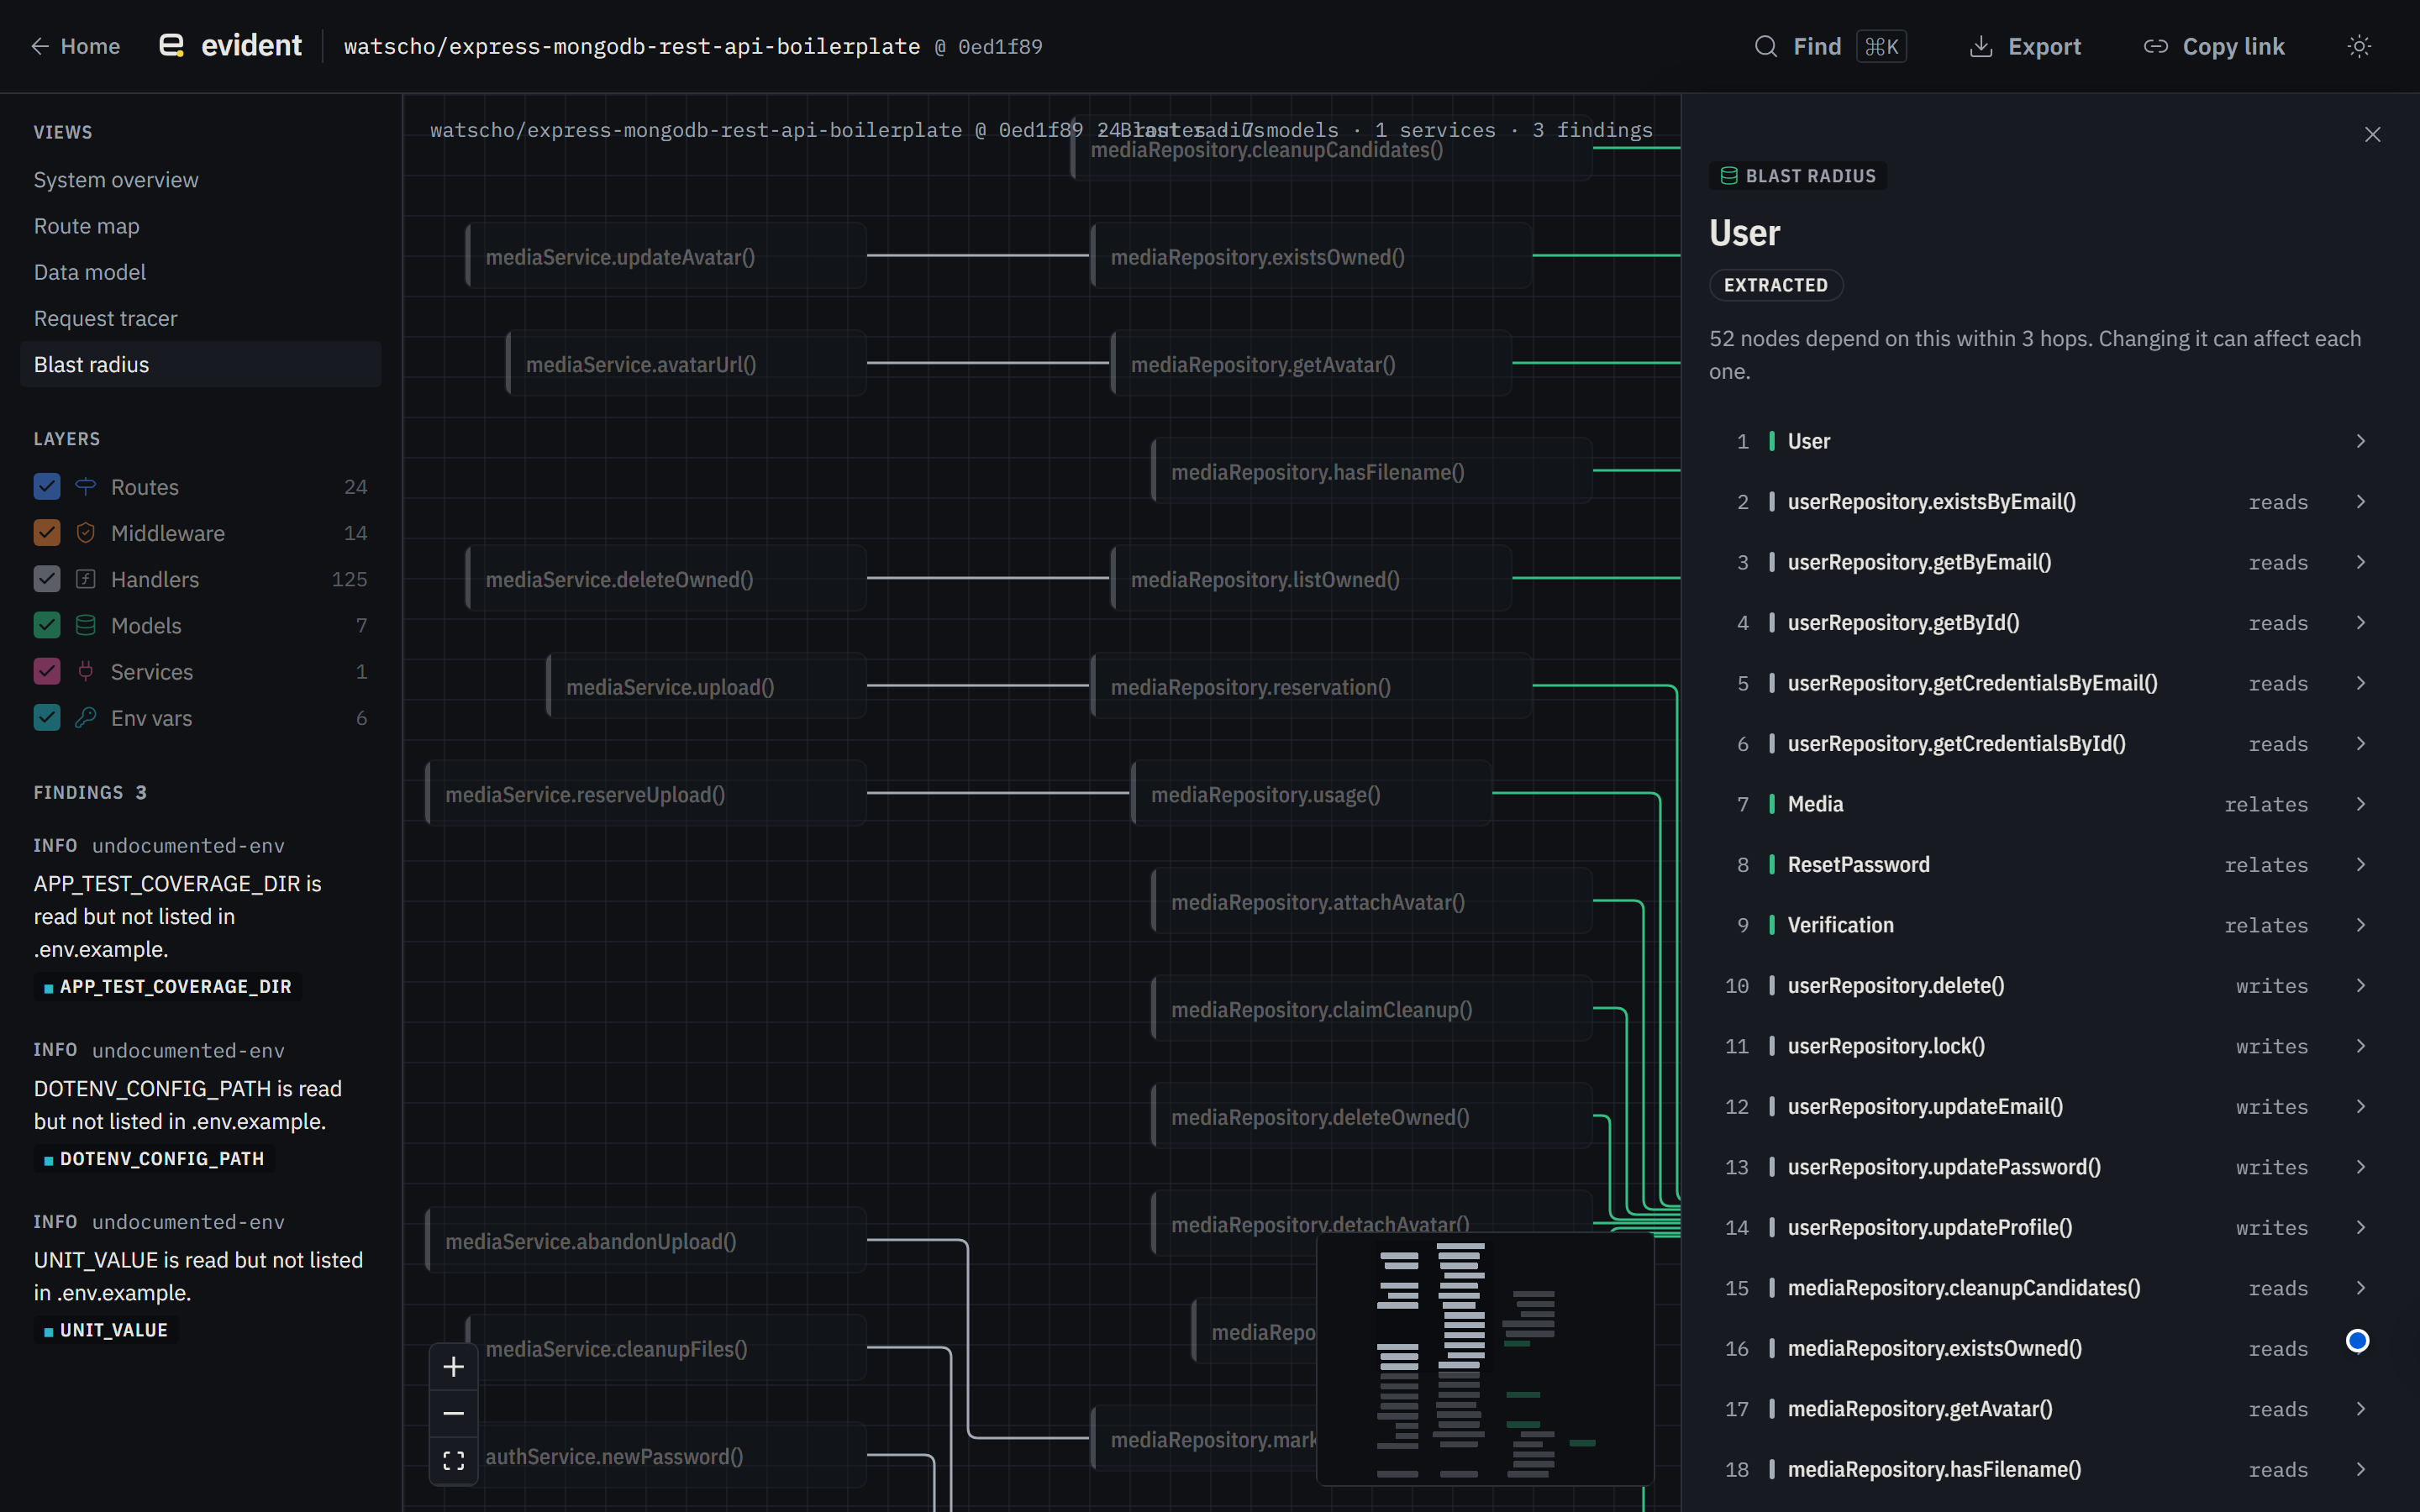 Home
evident
watscho/express-mongodb-rest-api-boilerplate @ 0ed1f89
Find ⌘K
Export
Copy link
VIEWS
System overview
Route map
Data model
Request tracer
Blast radius
LAYERS
Routes 24
Middleware 14
Handlers 125
Models 7
Services 1
Env vars 6
FINDINGS 3
INFO undocumented-env
APP_TEST_COVERAGE_DIR is
read but not listed in
.env.example.
APP_TEST_COVERAGE_DIR
INFO undocumented-env
DOTENV_CONFIG_PATH is read
but not listed in .env.example.
DOTENV_CONFIG_PATH
INFO undocumented-env
UNIT_VALUE is read but not listed
in .env.example.
UNIT_VALUE
watscho/express-mongodb-rest-api-boilerplate @ 0ed1f89 · Blast radius
24 routes · 7 models · 1 services · 3 findings
mediaRepository.cleanupCandidates()
mediaService.updateAvatar()
mediaRepository.existsOwned()
mediaService.avatarUrl()
mediaRepository.getAvatar()
mediaRepository.hasFilename()
mediaService.deleteOwned()
mediaRepository.listOwned()
mediaService.upload()
mediaRepository.reservation()
mediaService.reserveUpload()
mediaRepository.usage()
mediaRepository.attachAvatar()
mediaRepository.claimCleanup()
mediaRepository.deleteOwned()
mediaRepository.detachAvatar()
mediaService.abandonUpload()
mediaRepo
mediaService.cleanupFiles()
mediaRepository.mark
authService.newPassword()
BLAST RADIUS
User
EXTRACTED
52 nodes depend on this within 3 hops. Changing it can affect each
one.
1 User
2 userRepository.existsByEmail() reads
3 userRepository.getByEmail() reads
4 userRepository.getById() reads
5 userRepository.getCredentialsByEmail() reads
6 userRepository.getCredentialsById() reads
7 Media relates
8 ResetPassword relates
9 Verification relates
10 userRepository.delete() writes
11 userRepository.lock() writes
12 userRepository.updateEmail() writes
13 userRepository.updatePassword() writes
14 userRepository.updateProfile() writes
15 mediaRepository.cleanupCandidates() reads
16 mediaRepository.existsOwned() reads
17 mediaRepository.getAvatar() reads
18 mediaRepository.hasFilename() reads